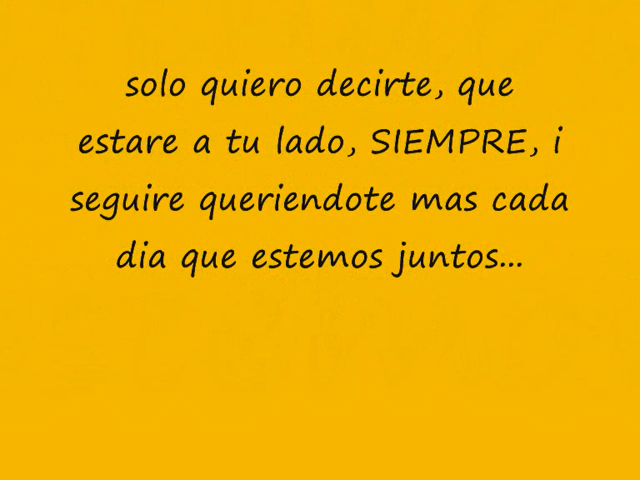 solo quiero decirte, que
estare a tu lado, SIEMPRE, i
seguire queriendote mas cada
dia que estemos juntos...